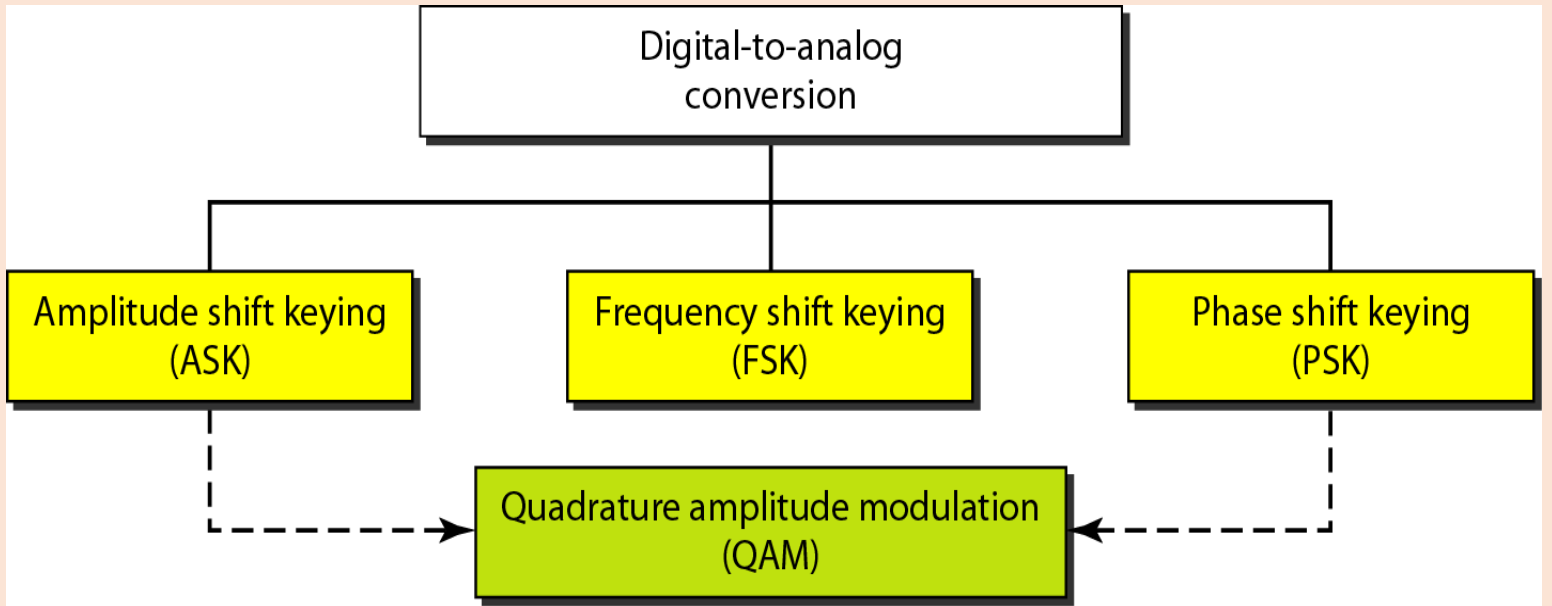 Digital-to-analog
conversion
Amplitude shift keying
(ASK)
Frequency shift keying
(FSK)
Phase shift keying
(PSK)
Quadrature amplitude modulation
(QAM)